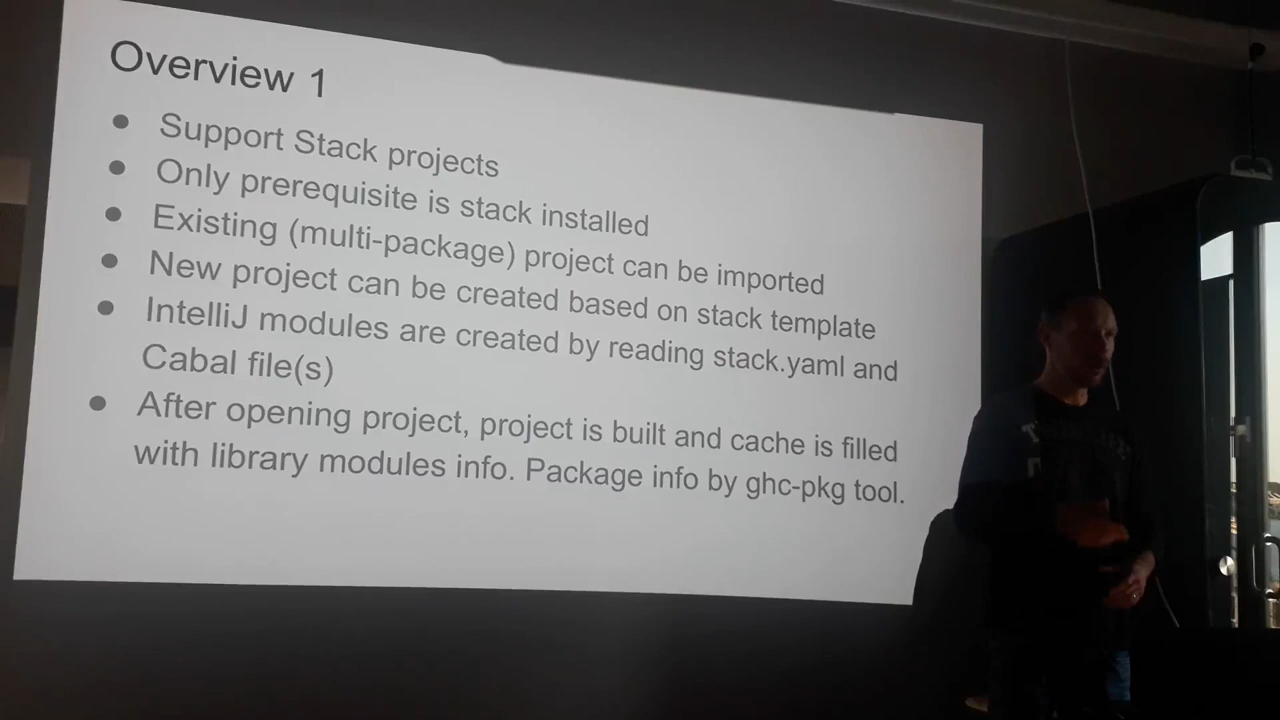 Overview 1
● Support Stack projects
● Only prerequisite is stack installed
● Existing (multi-package) project can be imported
● New project can be created based on stack template
● IntelliJ modules are created by reading stack.yaml and
Cabal file(s)
● After opening project, project is built and cache is filled
with library modules info. Package info by ghc-pkg tool.